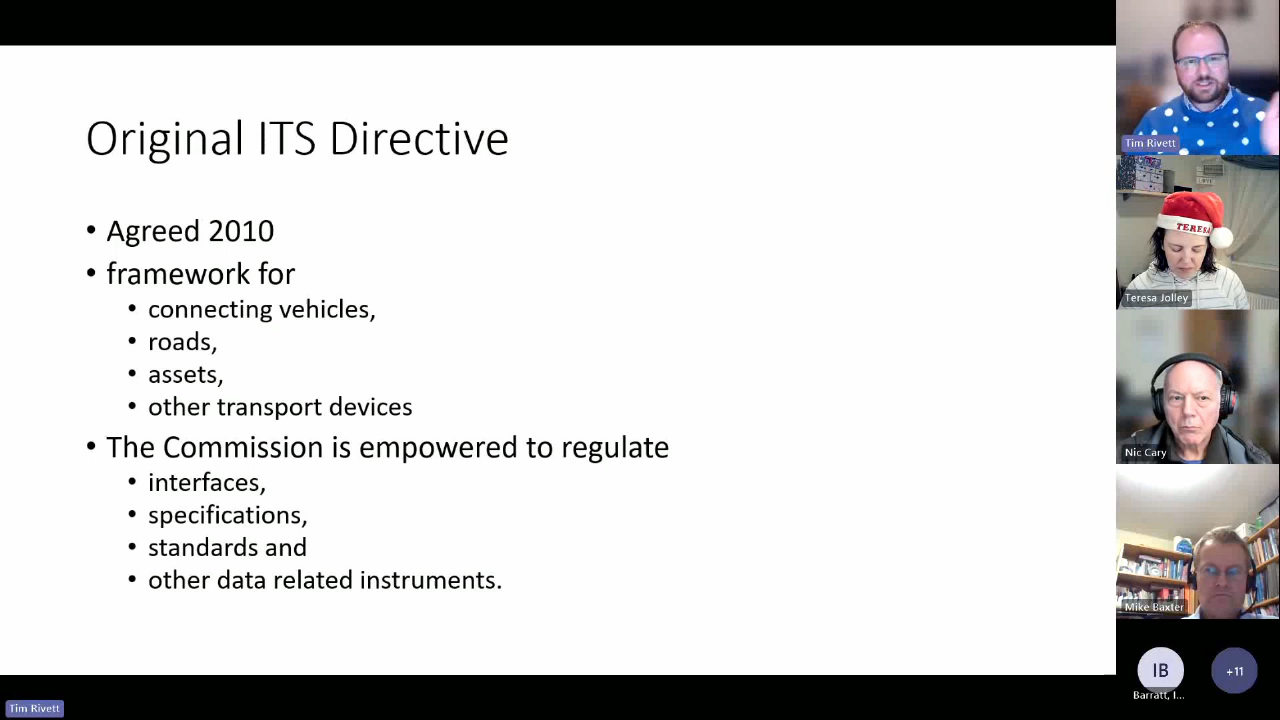 Original ITS Directive
• Agreed 2010
• framework for
• connecting vehicles,
• roads,
• assets,
• other transport devices
• The Commission is empowered to regulate
• interfaces,
• specifications,
• standards and
• other data related instruments.
Tim Rivett
TERESA
Teresa Jolley
Nic Cary
Mike Baxter
IB
+11
Barratt, I...
Tim Rivett